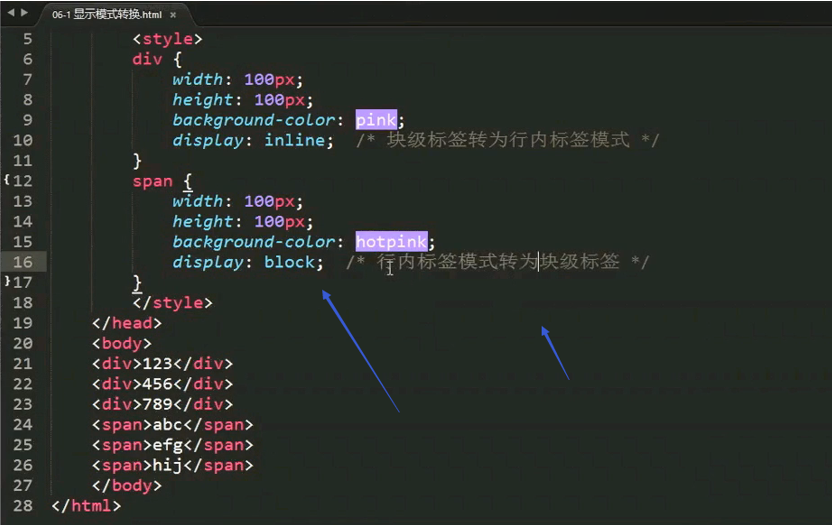 06-1 显示模式转换.html ×
5 <style>
6 div {
7 width: 100px;
8 height: 100px;
9 background-color: pink;
10 display: inline; /* 块级标签转为行内标签模式 */
11 }
{12 span {
13 width: 100px;
14 height: 100px;
15 background-color: hotpink;
16 display: block; /* 行内标签模式转为块级标签 */
}17 }
18 </style>
19 </head>
20 <body>
21 <div>123</div>
22 <div>456</div>
23 <div>789</div>
24 <span>abc</span>
25 <span>efg</span>
26 <span>hij</span>
27 </body>
28 </html>